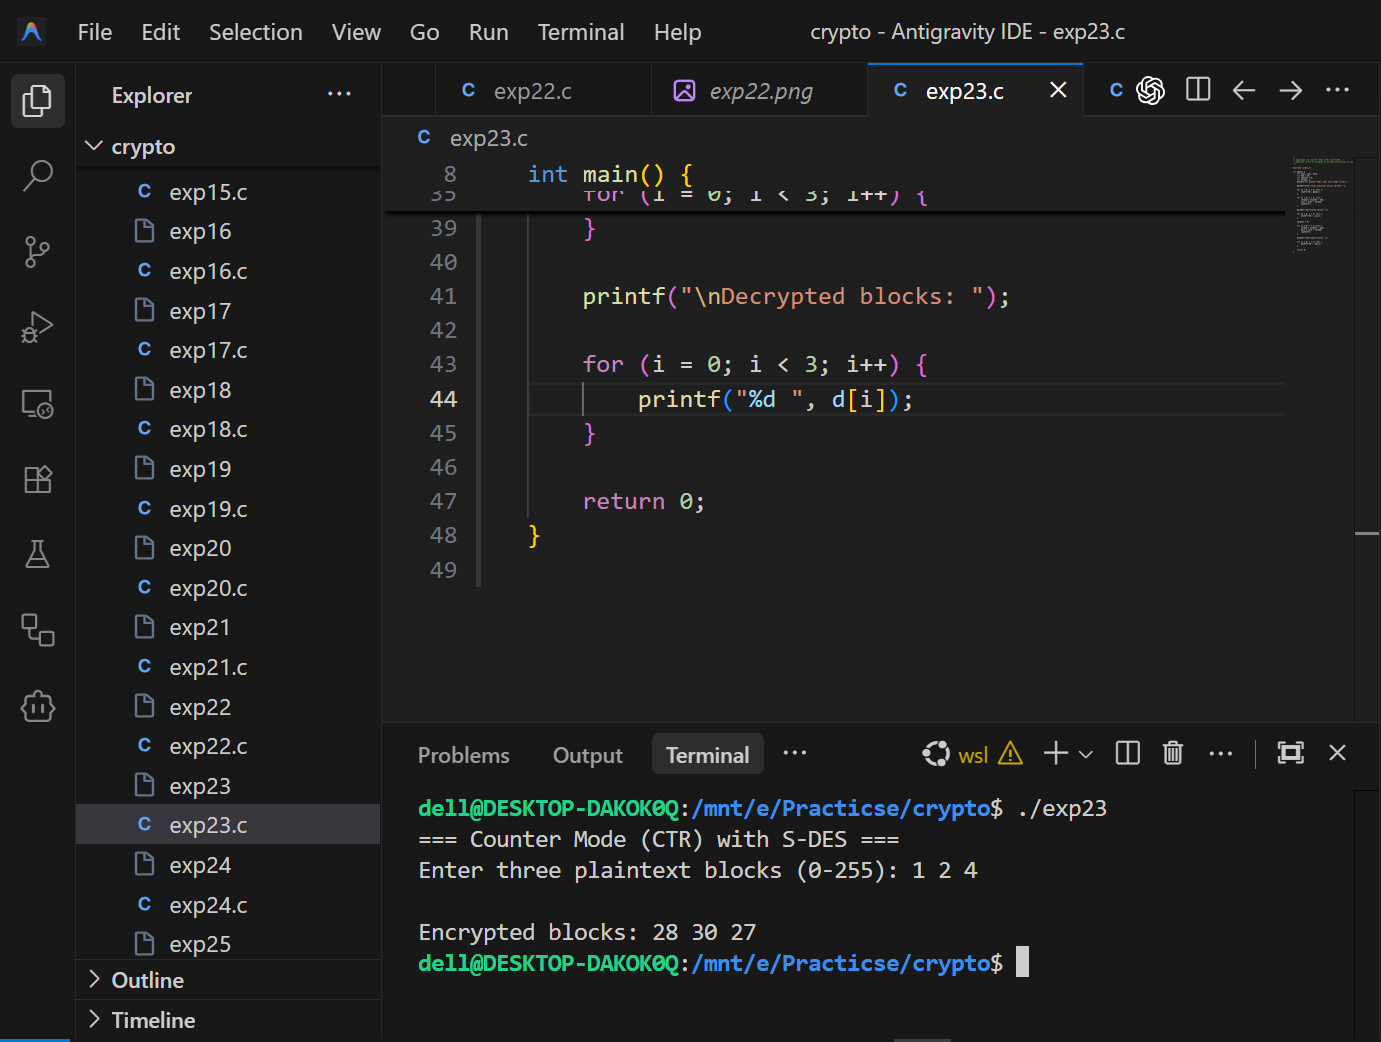 File Edit Selection View Go Run Terminal Help crypto - Antigravity IDE - exp23.c
Explorer ...
crypto
C exp15.c
exp16
C exp16.c
exp17
C exp17.c
exp18
C exp18.c
exp19
C exp19.c
exp20
C exp20.c
exp21
C exp21.c
exp22
C exp22.c
exp23
C exp23.c
exp24
C exp24.c
exp25
Outline
Timeline
C exp22.c exp22.png C exp23.c C
C exp23.c
8 int main() {
35 for (i = 0; i < 3; i++) {
39 }
40
41 printf("\nDecrypted blocks: ");
42
43 for (i = 0; i < 3; i++) {
44 printf("%d ", d[i]);
45 }
46
47 return 0;
48 }
49
Problems Output Terminal ... wsl
dell@DESKTOP-DAKOK0Q:/mnt/e/Practicse/crypto$ ./exp23
=== Counter Mode (CTR) with S-DES ===
Enter three plaintext blocks (0-255): 1 2 4
Encrypted blocks: 28 30 27
dell@DESKTOP-DAKOK0Q:/mnt/e/Practicse/crypto$